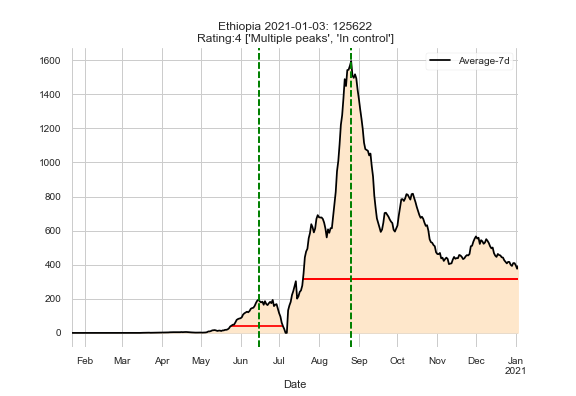 Ethiopia 2021-01-03: 125622
Rating:4 ['Multiple peaks', 'In control']
Average-7d
1600
1400
1200
1000
800
600
400
200
0
Feb Mar Apr May Jun Jul Aug Sep Oct Nov Dec Jan
2021
Date